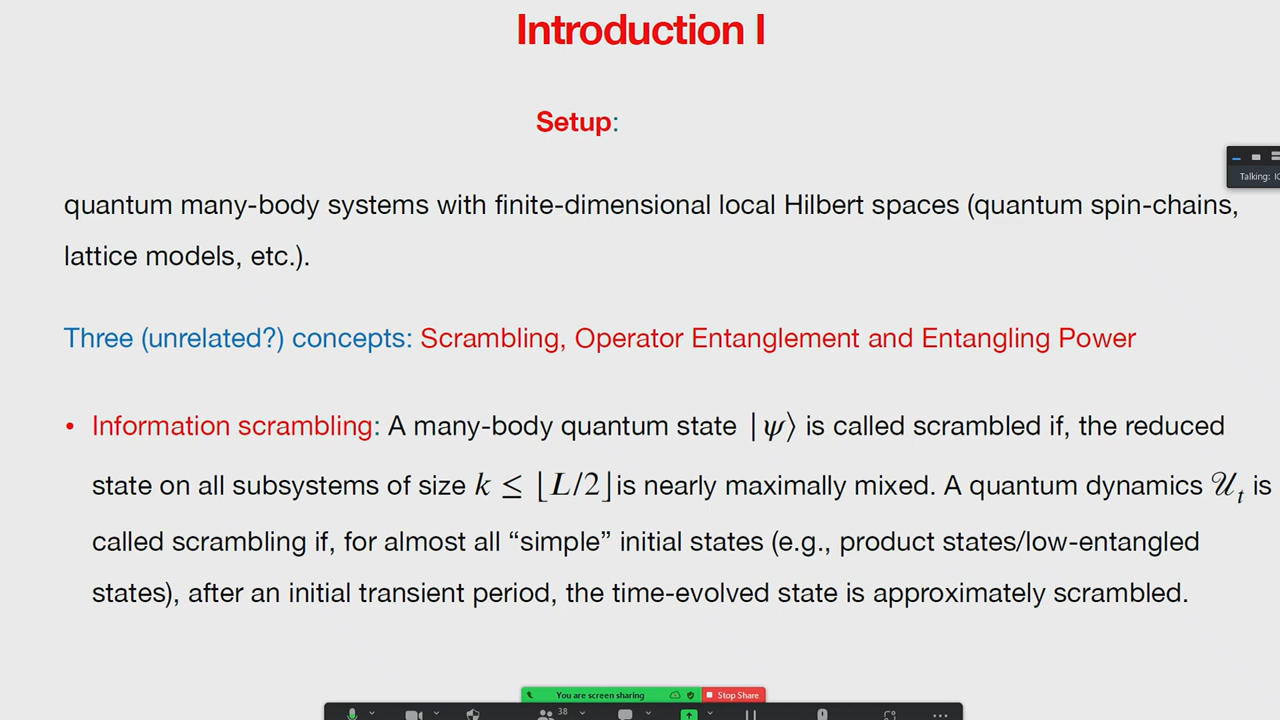 Introduction I
Setup:
Talking: IC
quantum many-body systems with finite-dimensional local Hilbert spaces (quantum spin-chains,
lattice models, etc.).
Three (unrelated?) concepts: Scrambling, Operator Entanglement and Entangling Power
• Information scrambling: A many-body quantum state |ψ⟩ is called scrambled if, the reduced
state on all subsystems of size k ≤ ⌊L/2⌋ is nearly maximally mixed. A quantum dynamics 𝒰_t is
called scrambling if, for almost all “simple” initial states (e.g., product states/low-entangled
states), after an initial transient period, the time-evolved state is approximately scrambled.
You are screen sharing Stop Share
38